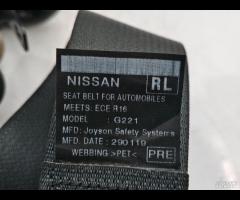 NISSAN RL
SEAT BELT FOR AUTOMOBILES
MEETS: ECE R16
MODEL : G221
MFD: Joyson Safety Systems
MFD. DATE : 290119
WEBBING >PET< PRE